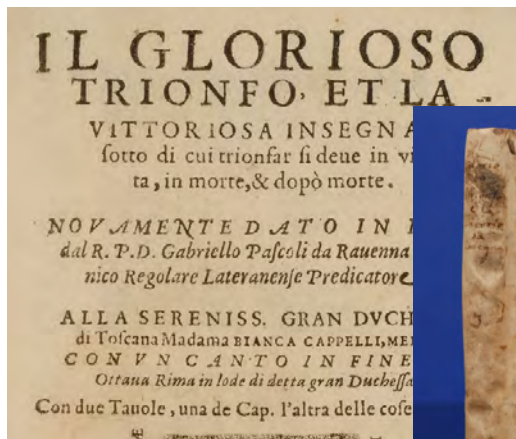 IL GLORIOSO
TRIONFO, ET LA
VITTORIOSA INSEGNA
ſotto di cui trionfar ſi deue in vi
ta, in morte, & dopò morte.
NOVAMENTE DATO IN
dal R. P. D. Gabriello Paſcoli da Rauenna
nico Regolare Lateranenſe Predicatore
ALLA SERENISS. GRAN DVCH
di Toſcana Madama BIANCA CAPPELLI, ME
CON VN CANTO IN FINE
Ottaua Rima in lode di detta gran Ducheſſa
Con due Tauole, una de Cap. l'altra delle coſe